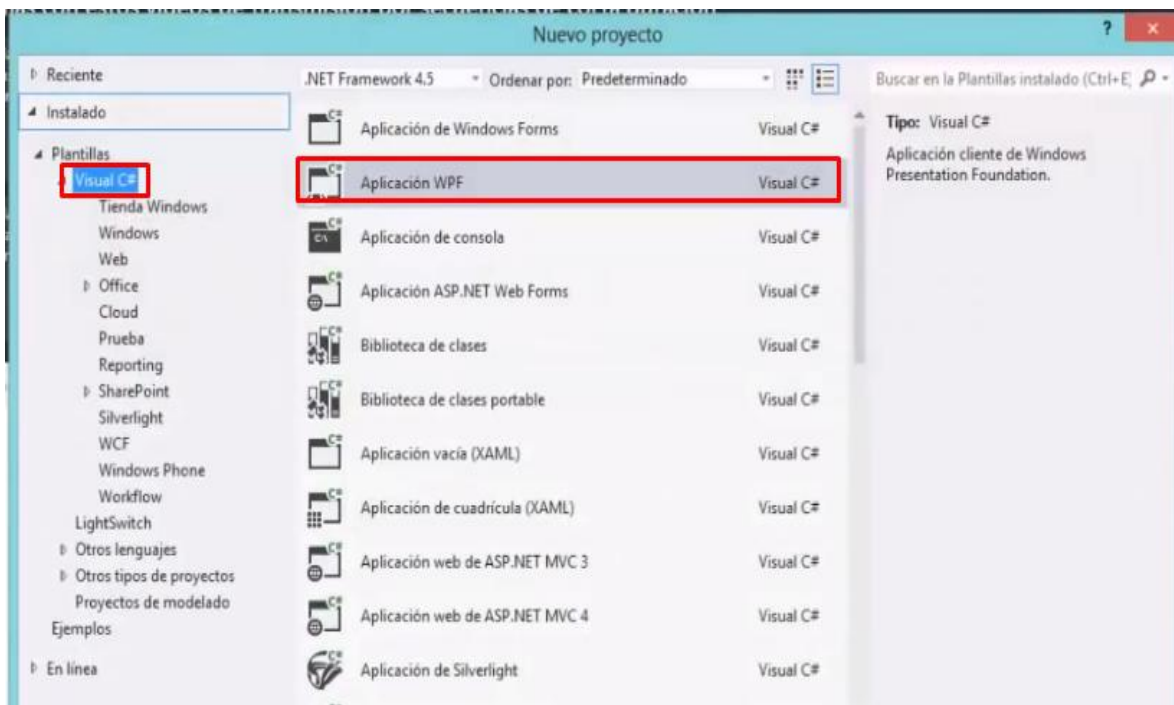 Nuevo proyecto
?
Reciente
Instalado
Plantillas
Visual C#
Tienda Windows
Windows
Web
Office
Cloud
Prueba
Reporting
SharePoint
Silverlight
WCF
Windows Phone
Workflow
LightSwitch
Otros lenguajes
Otros tipos de proyectos
Proyectos de modelado
Ejemplos
En línea
.NET Framework 4.5 Ordenar por: Predeterminado
Aplicación de Windows Forms Visual C#
Aplicación WPF Visual C#
Aplicación de consola Visual C#
Aplicación ASP.NET Web Forms Visual C#
Biblioteca de clases Visual C#
Biblioteca de clases portable Visual C#
Aplicación vacía (XAML) Visual C#
Aplicación de cuadrícula (XAML) Visual C#
Aplicación web de ASP.NET MVC 3 Visual C#
Aplicación web de ASP.NET MVC 4 Visual C#
Aplicación de Silverlight Visual C#
Buscar en la Plantillas instalado (Ctrl+E)
Tipo: Visual C#
Aplicación cliente de Windows
Presentation Foundation.